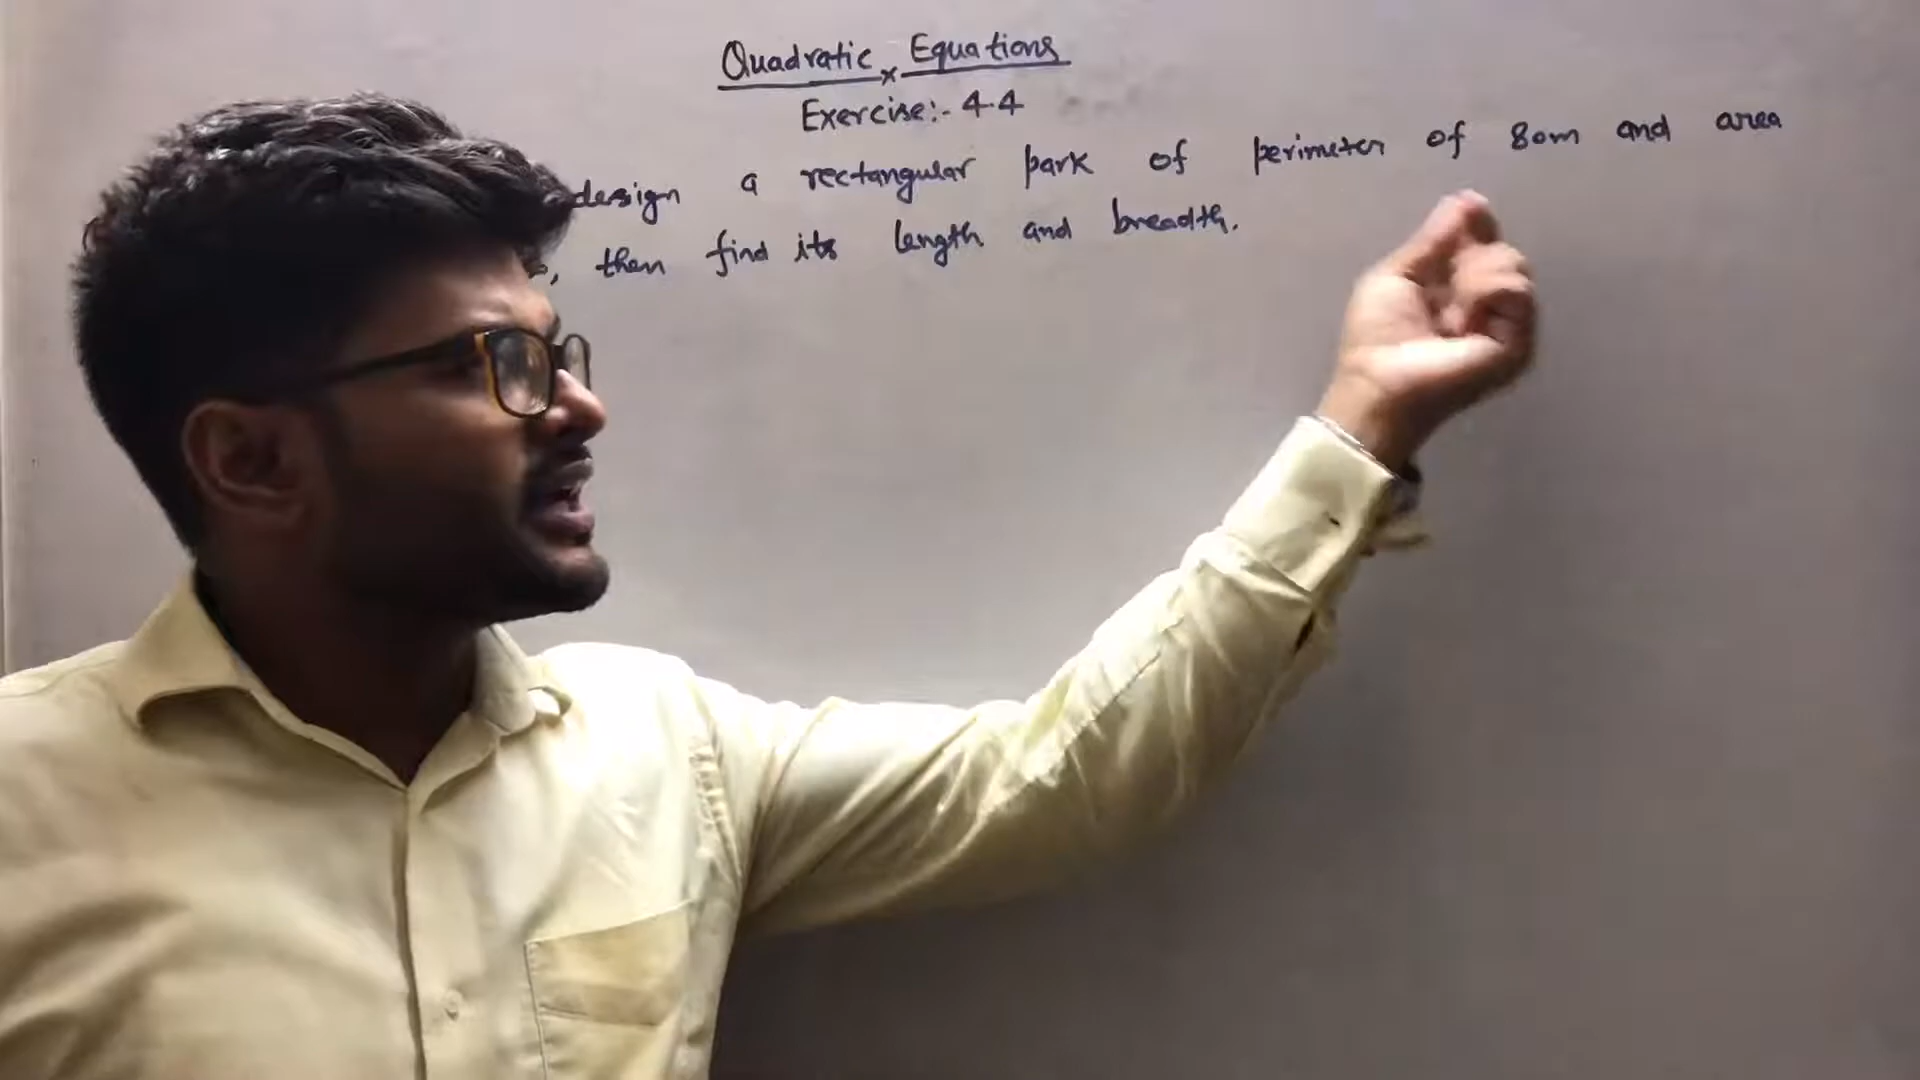 Quadratic Equations
Exercise:- 4.4
design a rectangular park of perimeter of 80m and area
, then find its length and breadth.